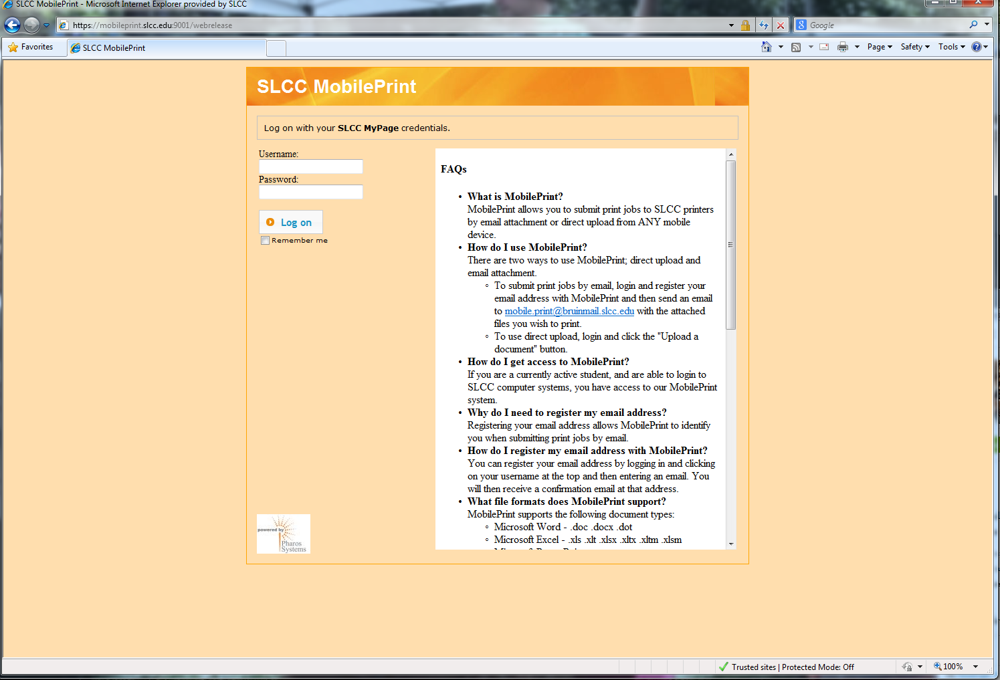 SLCC MobilePrint - Microsoft Internet Explorer provided by SLCC
https://mobileprint.slcc.edu:9001/webrelease
Google
Favorites
SLCC MobilePrint
Page
Safety
Tools
SLCC MobilePrint
Log on with your SLCC MyPage credentials.
Username:
Password:
Log on
Remember me
powered by
Pharos
Systems
FAQs
• What is MobilePrint?
MobilePrint allows you to submit print jobs to SLCC printers
by email attachment or direct upload from ANY mobile
device.
• How do I use MobilePrint?
There are two ways to use MobilePrint; direct upload and
email attachment.
◦ To submit print jobs by email, login and register your
email address with MobilePrint and then send an email
to mobile.print@bruinmail.slcc.edu with the attached
files you wish to print.
◦ To use direct upload, login and click the "Upload a
document" button.
• How do I get access to MobilePrint?
If you are a currently active student, and are able to login to
SLCC computer systems, you have access to our MobilePrint
system.
• Why do I need to register my email address?
Registering your email address allows MobilePrint to identify
you when submitting print jobs by email.
• How do I register my email address with MobilePrint?
You can register your email address by logging in and clicking
on your username at the top and then entering an email. You
will then receive a confirmation email at that address.
• What file formats does MobilePrint support?
MobilePrint supports the following document types:
◦ Microsoft Word - .doc .docx .dot
◦ Microsoft Excel - .xls .xlt .xlsx .xltx .xltm .xlsm
Trusted sites | Protected Mode: Off
100%